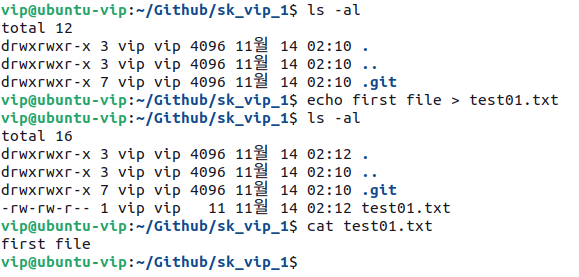 vip@ubuntu-vip:~/Github/sk_vip_1$ ls -al
total 12
drwxrwxr-x 3 vip vip 4096 11월 14 02:10 .
drwxrwxr-x 3 vip vip 4096 11월 14 02:10 ..
drwxrwxr-x 7 vip vip 4096 11월 14 02:10 .git
vip@ubuntu-vip:~/Github/sk_vip_1$ echo first file > test01.txt
vip@ubuntu-vip:~/Github/sk_vip_1$ ls -al
total 16
drwxrwxr-x 3 vip vip 4096 11월 14 02:12 .
drwxrwxr-x 3 vip vip 4096 11월 14 02:10 ..
drwxrwxr-x 7 vip vip 4096 11월 14 02:10 .git
-rw-rw-r-- 1 vip vip   11 11월 14 02:12 test01.txt
vip@ubuntu-vip:~/Github/sk_vip_1$ cat test01.txt
first file
vip@ubuntu-vip:~/Github/sk_vip_1$